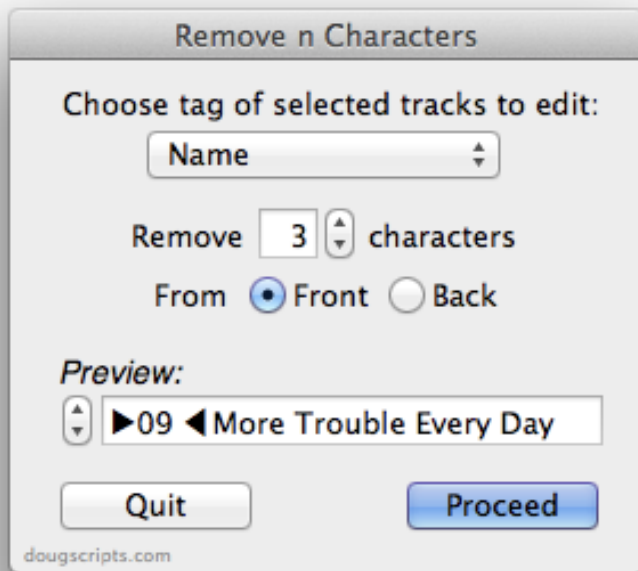 Remove n Characters
Choose tag of selected tracks to edit:
Name
Remove 3 characters
From Front Back
Preview:
▶09 ◀More Trouble Every Day
Quit Proceed
dougscripts.com